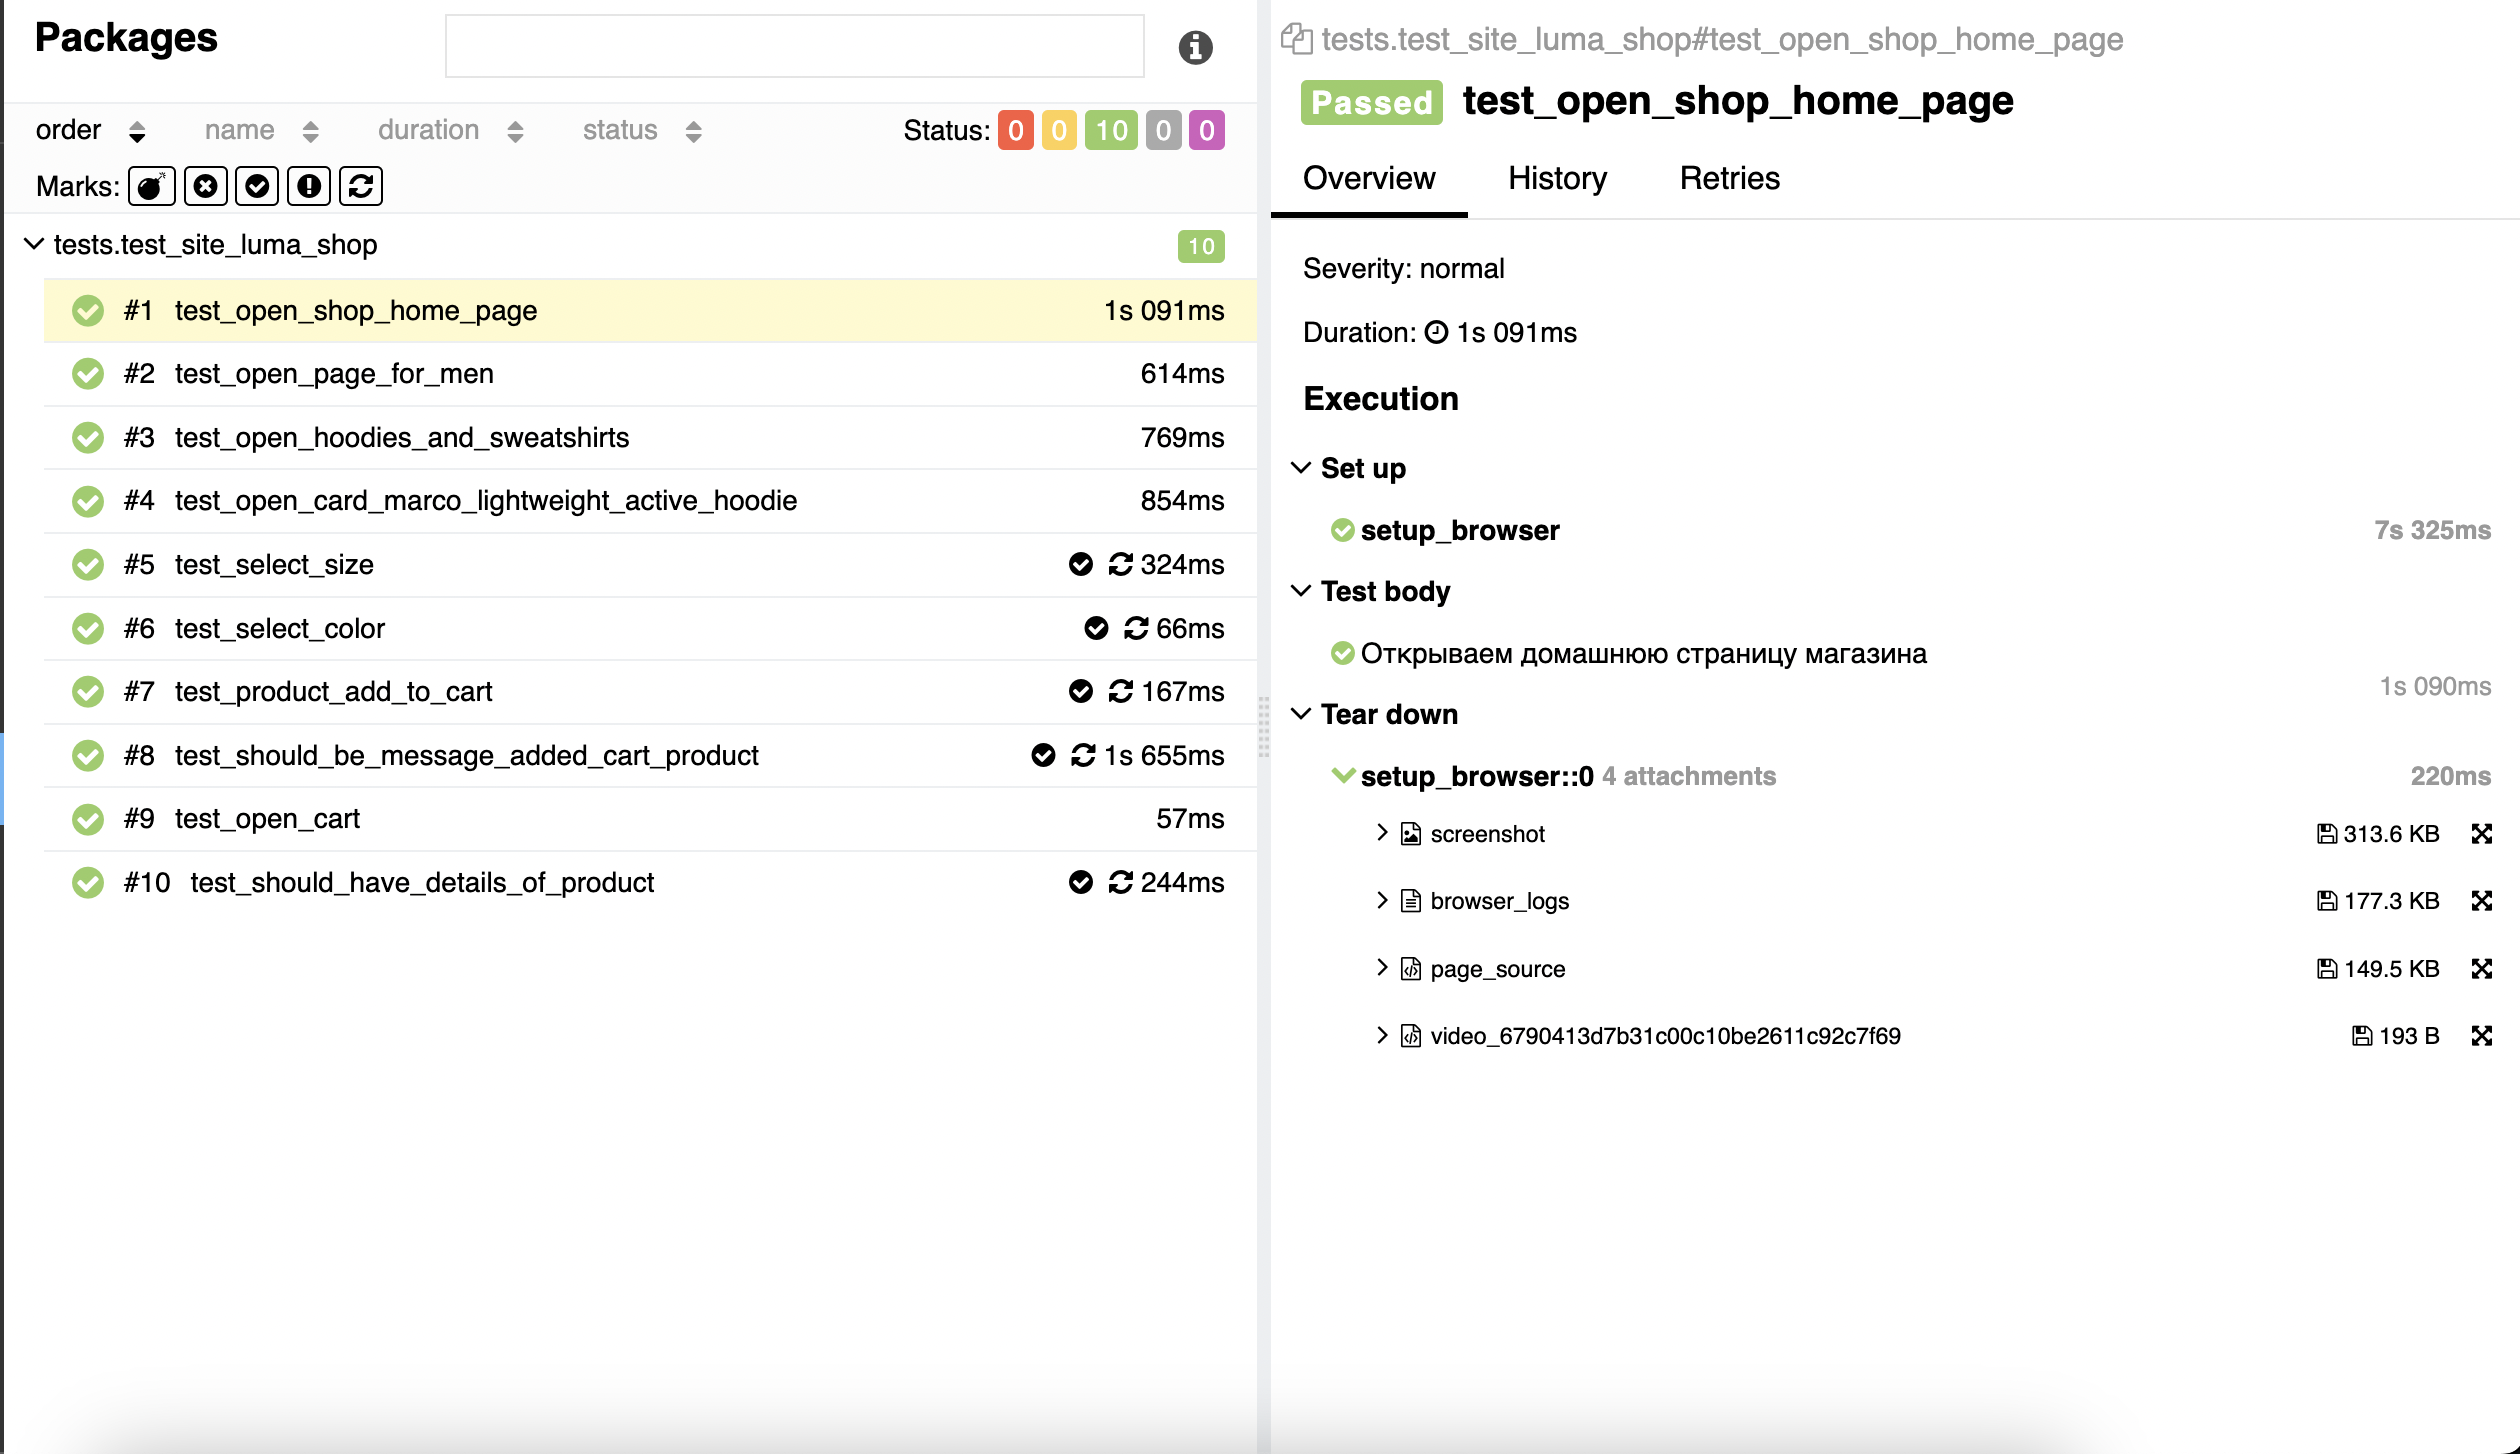 Packages
order name duration status Status: 0 0 10 0 0
Marks:
tests.test_site_luma_shop 10
#1 test_open_shop_home_page 1s 091ms
#2 test_open_page_for_men 614ms
#3 test_open_hoodies_and_sweatshirts 769ms
#4 test_open_card_marco_lightweight_active_hoodie 854ms
#5 test_select_size 324ms
#6 test_select_color 66ms
#7 test_product_add_to_cart 167ms
#8 test_should_be_message_added_cart_product 1s 655ms
#9 test_open_cart 57ms
#10 test_should_have_details_of_product 244ms
tests.test_site_luma_shop#test_open_shop_home_page
Passed test_open_shop_home_page
Overview History Retries
Severity: normal
Duration: 1s 091ms
Execution
Set up
setup_browser 7s 325ms
Test body
Открываем домашнюю страницу магазина
1s 090ms
Tear down
setup_browser::0 4 attachments 220ms
screenshot 313.6 KB
browser_logs 177.3 KB
page_source 149.5 KB
video_6790413d7b31c00c10be2611c92c7f69 193 B